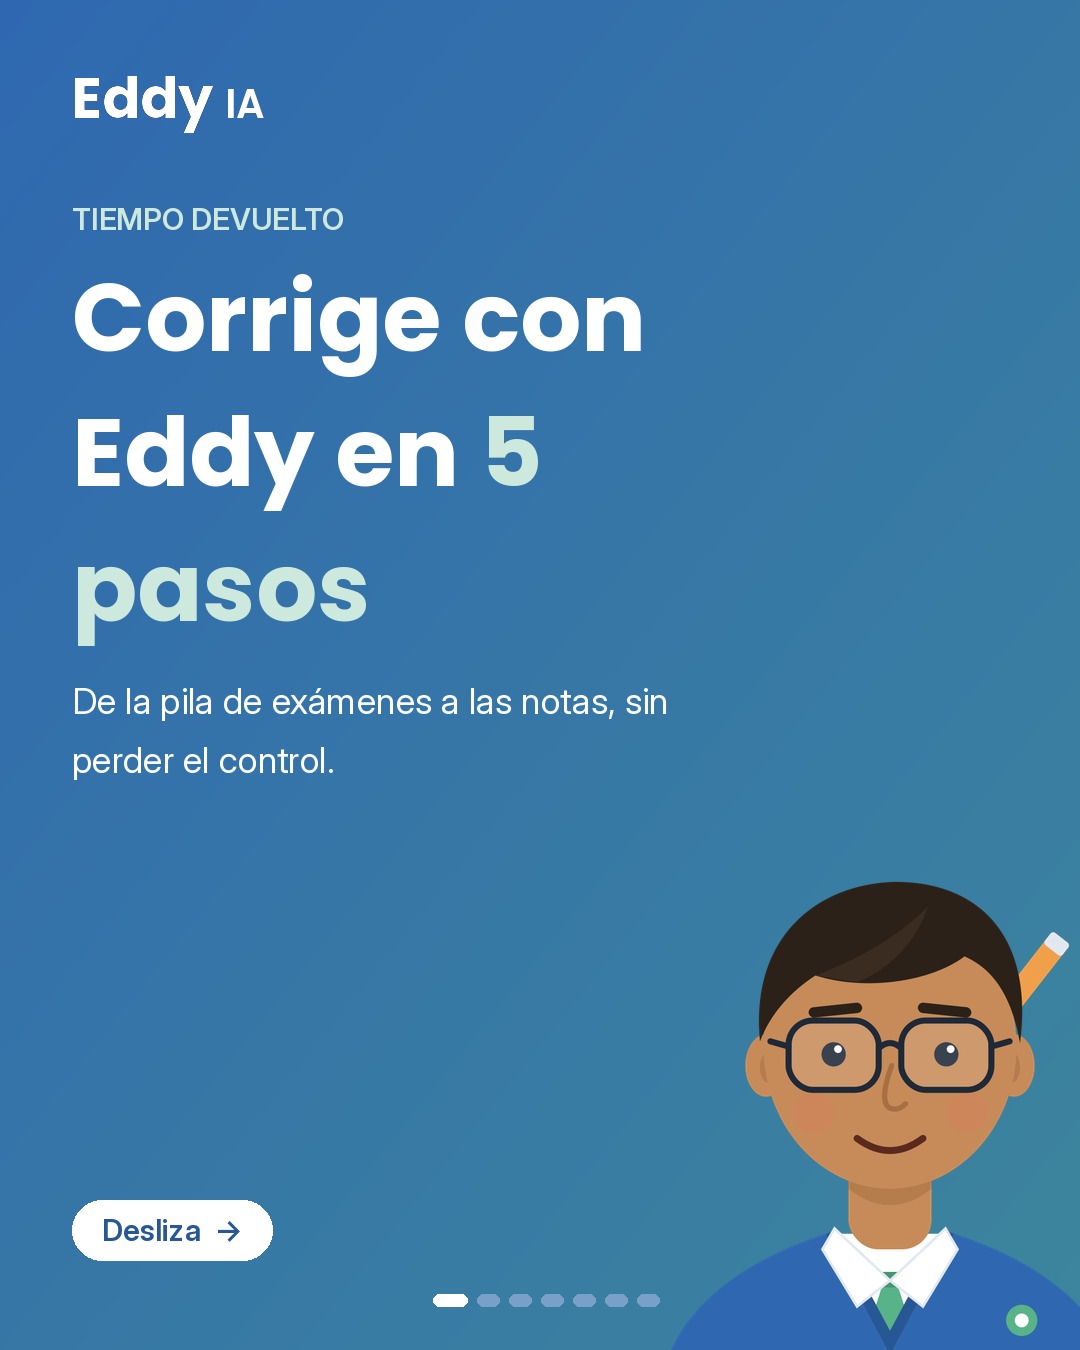 Eddy IA
TIEMPO DEVUELTO
Corrige con
Eddy en 5
pasos
De la pila de exámenes a las notas, sin
perder el control.
Desliza →